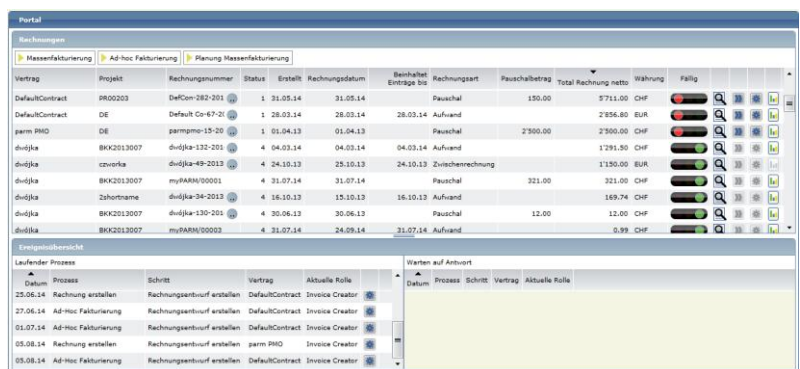 Portal
Rechnungen
Massenfakturierung Ad-hoc Fakturierung Planung Massenfakturierung
Vertrag Projekt Rechnungsnummer Status Erstellt Rechnungsdatum Beinhaltet Einträge bis Rechnungsart Pauschalbetrag Total Rechnung netto Währung Fällig
DefaultContract PR00203 DefCon-282-201 ... 1 31.05.14 31.05.14 Pauschal 150.00 5'711.00 CHF
DefaultContract DE Default Co-67-2( ... 1 28.03.14 28.03.14 28.03.14 Aufwand 2'856.80 EUR
parm PMO DE parmpmo-15-20 ... 1 01.04.13 01.04.13 Pauschal 2'500.00 2'500.00 CHF
dwójka BKK2013007 dwójka-132-201 ... 4 04.03.14 04.03.14 04.03.14 Aufwand 1'291.50 CHF
dwójka czworka dwójka-49-2013 ... 4 24.10.13 25.10.13 24.10.13 Zwischenrechnung 1'150.00 EUR
dwójka BKK2013007 myPARM/00001 4 31.07.14 31.07.14 Pauschal 321.00 321.00 CHF
dwójka 2shortname dwójka-34-2013 ... 4 16.10.13 15.10.13 16.10.13 Aufwand 169.74 CHF
dwójka BKK2013007 dwójka-130-201 ... 4 30.06.13 30.06.13 Pauschal 12.00 12.00 CHF
dwójka BKK2013007 myPARM/00003 4 31.07.14 24.09.14 31.07.14 Aufwand 0.99 CHF
Ereignisübersicht
Laufender Prozess
Datum Prozess Schritt Vertrag Aktuelle Rolle
25.06.14 Rechnung erstellen Rechnungsentwurf erstellen DefaultContract Invoice Creator
27.06.14 Ad-Hoc Fakturierung Rechnungsentwurf erstellen DefaultContract Invoice Creator
01.07.14 Ad-Hoc Fakturierung Rechnungsentwurf erstellen DefaultContract Invoice Creator
05.08.14 Rechnung erstellen Rechnungsentwurf erstellen parm PMO Invoice Creator
05.08.14 Ad-Hoc Fakturierung Rechnungsentwurf erstellen DefaultContract Invoice Creator
Warten auf Antwort
Datum Prozess Schritt Vertrag Aktuelle Rolle